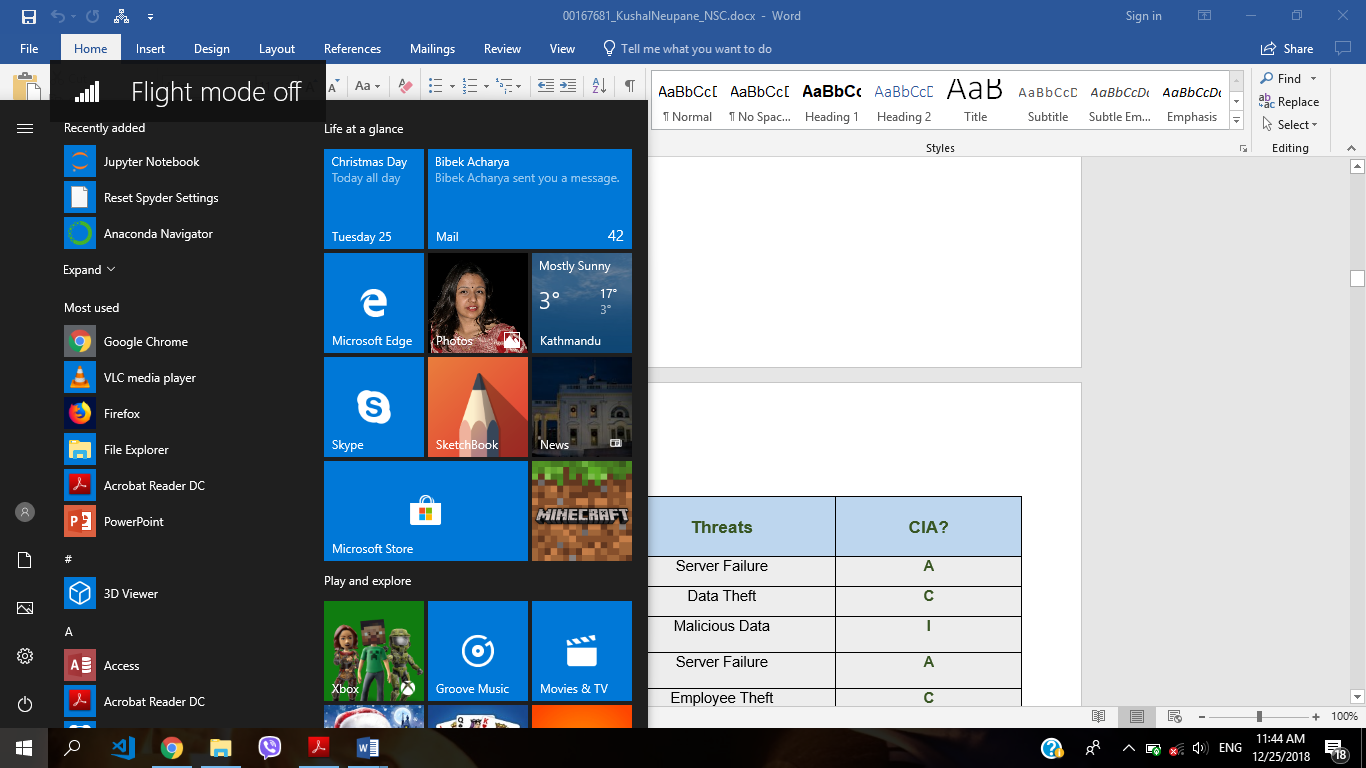 00167681_KushalNeupane_NSC.docx - Word
Sign in
File Home Insert Design Layout References Mailings Review View Tell me what you want to do Share
Flight mode off
Aa
AaBbCcD AaBbCcD AaBbCc AaBbCcD AaB AaBbCcD AaBbCcDc AaBbCcDc
¶ Normal ¶ No Spac... Heading 1 Heading 2 Title Subtitle Subtle Em... Emphasis
Styles
Find
Replace
Select
Editing
Recently added
Jupyter Notebook
Reset Spyder Settings
Anaconda Navigator
Expand
Most used
Google Chrome
VLC media player
Firefox
File Explorer
Acrobat Reader DC
PowerPoint
#
3D Viewer
A
Access
Acrobat Reader DC
Life at a glance
Christmas Day
Today all day
Tuesday 25
Bibek Acharya
Bibek Acharya sent you a message.
Mail 42
Microsoft Edge
Photos
Mostly Sunny
3° 17°
3°
Kathmandu
Skype
SketchBook
News
Microsoft Store
MINECRAFT
Play and explore
Xbox
Groove Music
Movies & TV
Threats CIA?
Server Failure A
Data Theft C
Malicious Data I
Server Failure A
Employee Theft C
100%
ENG
11:44 AM
12/25/2018
18